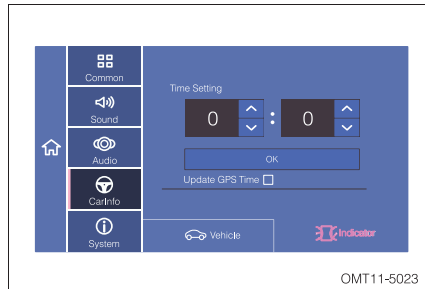 Common
Sound
Audio
CarInfo
System
Time Setting
0 : 0
OK
Update GPS Time
Vehicle
Indicator
OMT11-5023